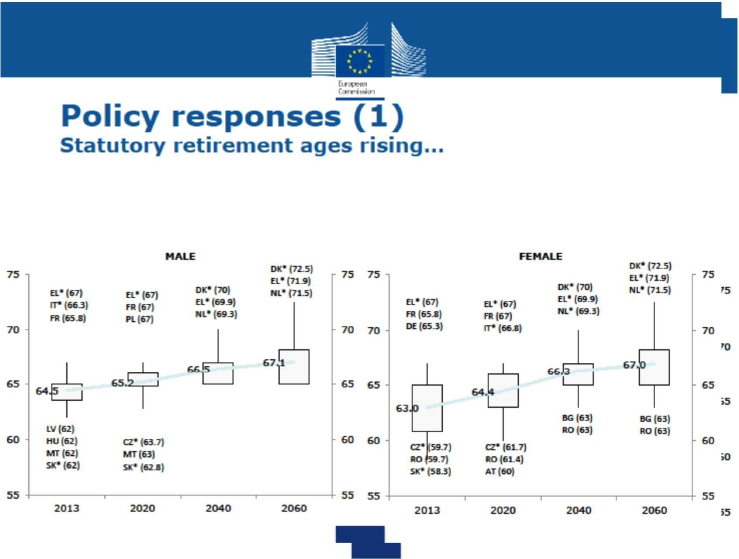 European
Commission
Policy responses (1)
Statutory retirement ages rising...
MALE
75
70
65
60
55
EL* (67)
IT* (66.3)
FR (65.8)
EL* (67)
FR (67)
PL (67)
DK* (70)
EL* (69.9)
NL* (69.3)
DK* (72.5)
EL* (71.9)
NL* (71.5)
64.5
65.2
66.5
67.1
LV (62)
HU (62)
MT (62)
SK* (62)
CZ* (63.7)
MT (63)
SK* (62.8)
75
70
65
60
55
2013 2020 2040 2060
FEMALE
75
70
65
60
55
EL* (67)
FR (65.8)
DE (65.3)
EL* (67)
FR (67)
IT* (66.8)
DK* (70)
EL* (69.9)
NL* (69.3)
DK* (72.5)
EL* (71.9)
NL* (71.5)
63.0
64.4
66.3
67.0
CZ* (59.7)
RO (59.7)
SK* (58.3)
CZ* (61.7)
RO (61.4)
AT (60)
BG (63)
RO (63)
BG (63)
RO (63)
75
70
65
60
55
2013 2020 2040 2060
75
70
55
50
55